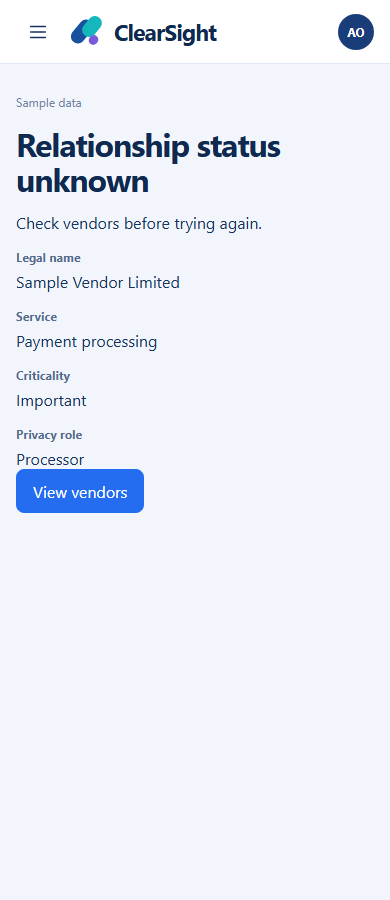 ClearSight
AO
Sample data
Relationship status
unknown
Check vendors before trying again.
Legal name
Sample Vendor Limited
Service
Payment processing
Criticality
Important
Privacy role
Processor
View vendors